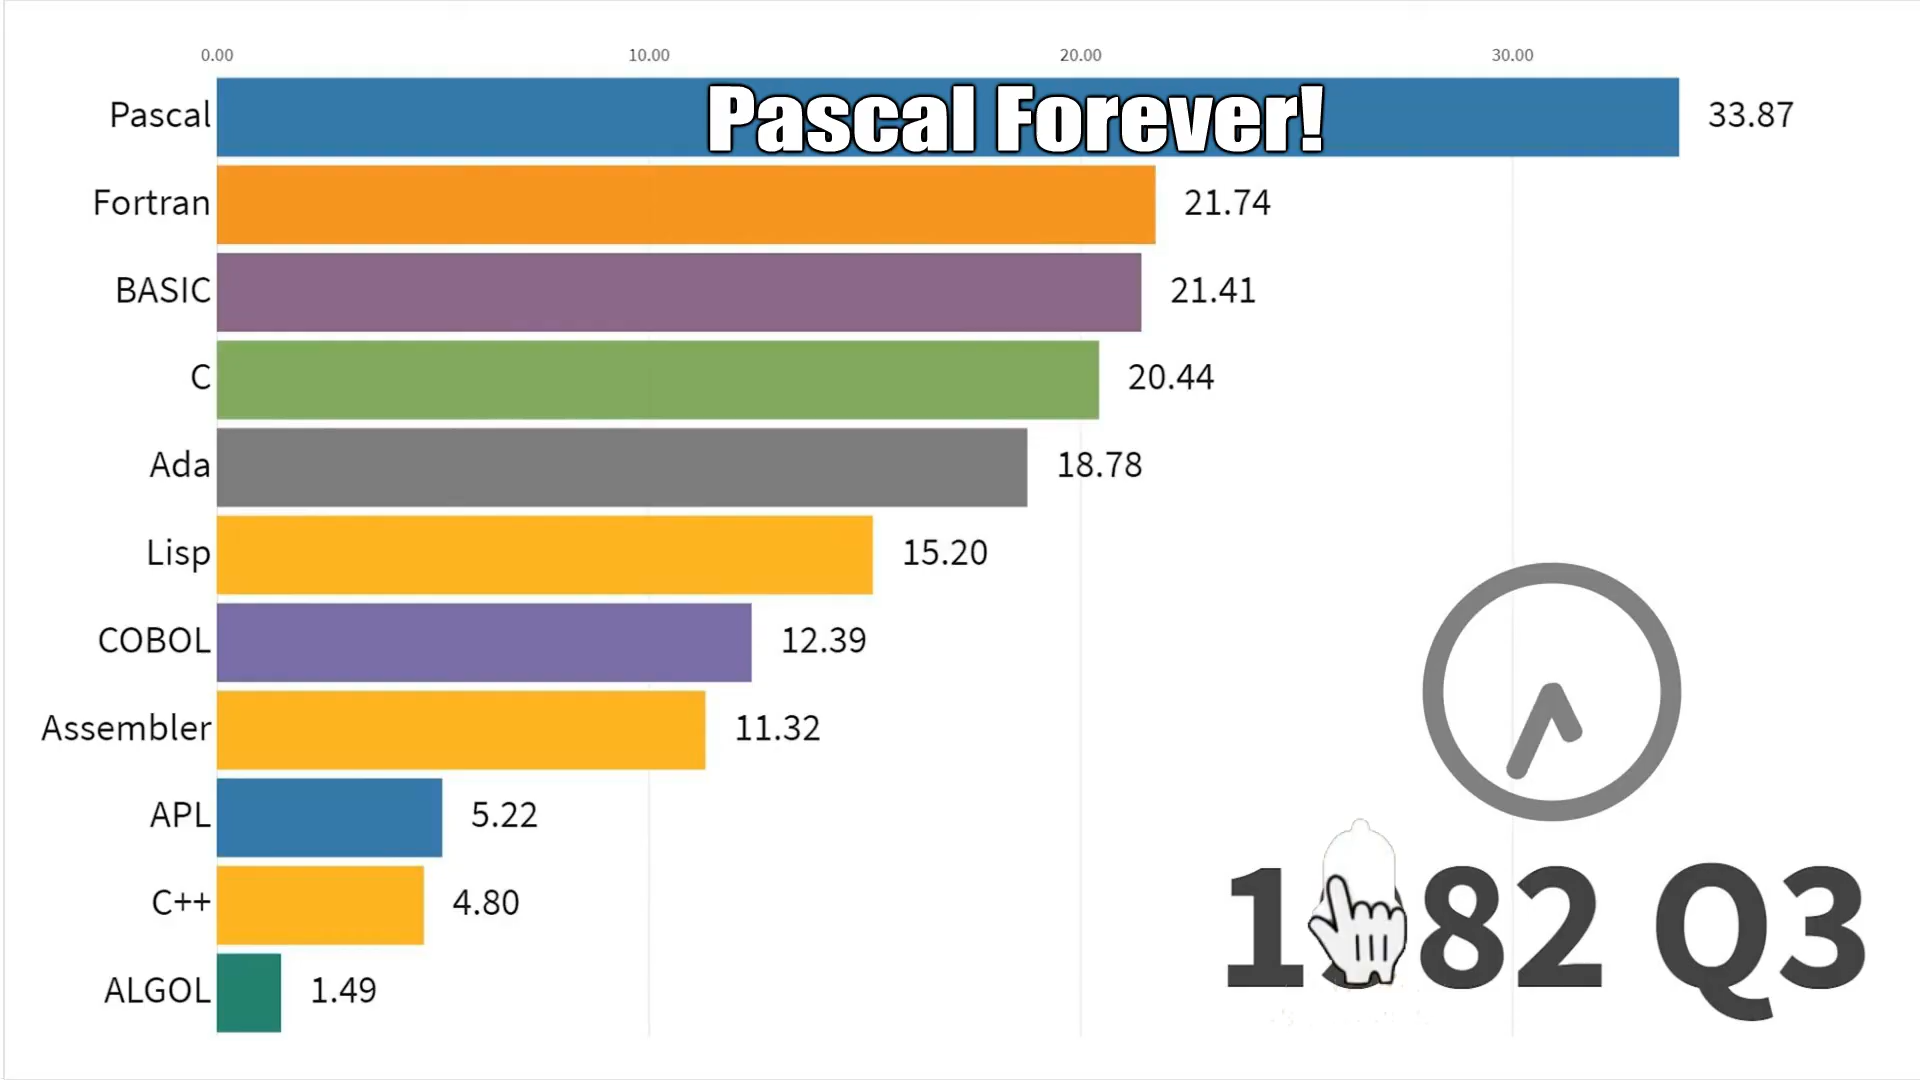 0.00 10.00 20.00 30.00
Pascal Pascal Forever! 33.87
Fortran 21.74
BASIC 21.41
C 20.44
Ada 18.78
Lisp 15.20
COBOL 12.39
Assembler 11.32
APL 5.22
C++ 4.80
ALGOL 1.49
1982 Q3